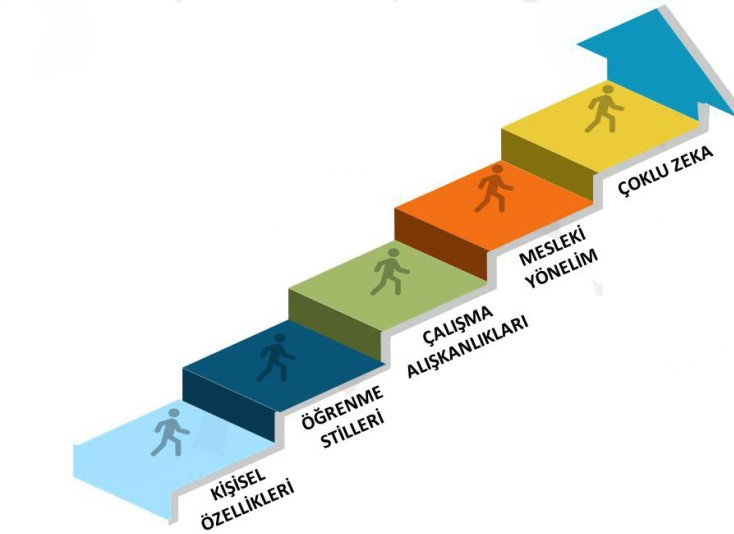 KİŞİSEL
ÖZELLİKLERİ
ÖĞRENME
STİLLERİ
ÇALIŞMA
ALIŞKANLIKLARI
MESLEKİ
YÖNELİM
ÇOKLU ZEKA